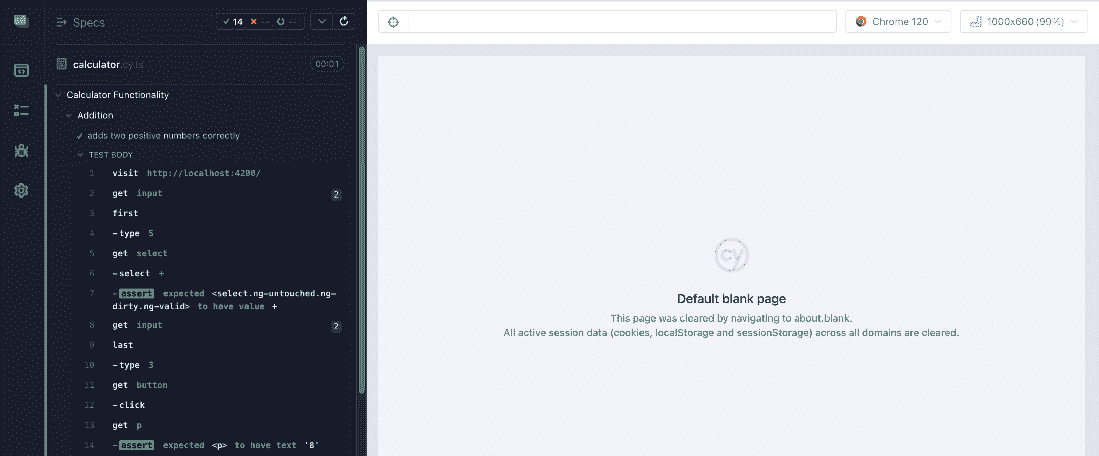 Specs
14 -- --
calculator.cy.ts
00:01
Calculator Functionality
Addition
adds two positive numbers correctly
TEST BODY
1 visit http://localhost:4200/
2 get input 2
3 first
4 -type 5
5 get select
6 -select +
7 -assert expected <select.ng-untouched.ng-
dirty.ng-valid> to have value +
8 get input 2
9 last
10 -type 3
11 get button
12 -click
13 get p
14 -assert expected <p> to have text '8'
Chrome 120
1000x660 (99%)
cy
Default blank page
This page was cleared by navigating to about:blank.
All active session data (cookies, localStorage and sessionStorage) across all domains are cleared.